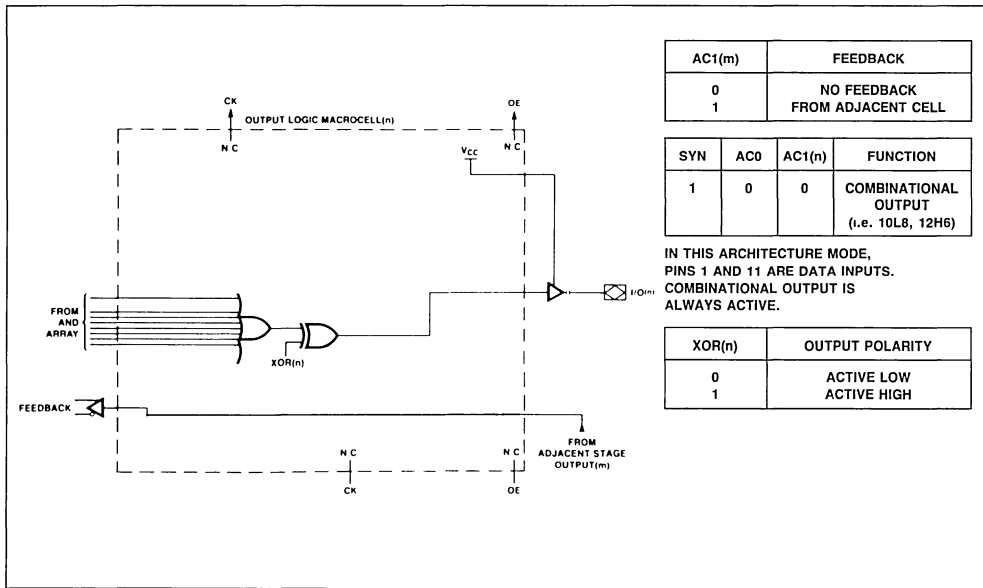 CK
OUTPUT LOGIC MACROCELL(n)
OE
N C
N C
VCC
FROM
AND
ARRAY
XOR(n)
I/O(n)
FEEDBACK
FROM
ADJACENT STAGE
OUTPUT(m)
N C
N C
CK
OE
AC1(m) FEEDBACK
0 NO FEEDBACK
1 FROM ADJACENT CELL
SYN AC0 AC1(n) FUNCTION
1 0 0 COMBINATIONAL
OUTPUT
(i.e. 10L8, 12H6)
IN THIS ARCHITECTURE MODE,
PINS 1 AND 11 ARE DATA INPUTS.
COMBINATIONAL OUTPUT IS
ALWAYS ACTIVE.
XOR(n) OUTPUT POLARITY
0 ACTIVE LOW
1 ACTIVE HIGH